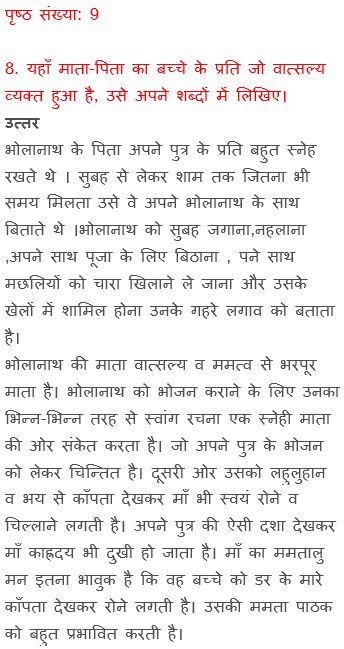 पृष्ठ संख्या: 9
8. यहाँ माता-पिता का बच्चे के प्रति जो वात्सल्य
व्यक्त हुआ है, उसे अपने शब्दों में लिखिए।
उत्तर
भोलानाथ के पिता अपने पुत्र के प्रति बहुत स्नेह
रखते थे । सुबह से लेकर शाम तक जितना भी
समय मिलता उसे वे अपने भोलानाथ के साथ
बिताते थे ।भोलानाथ को सुबह जगाना,नहलाना
,अपने साथ पूजा के लिए बिठाना , पने साथ
मछलियों को चारा खिलाने ले जाना और उसके
खेलों में शामिल होना उनके गहरे लगाव को बताता
है।
भोलानाथ की माता वात्सल्य व ममत्व से भरपूर
माता है। भोलानाथ को भोजन कराने के लिए उनका
भिन्न-भिन्न तरह से स्वांग रचना एक स्नेही माता
की ओर संकेत करता है। जो अपने पुत्र के भोजन
को लेकर चिन्तित है। दूसरी ओर उसको लहुलुहान
व भय से काँपता देखकर माँ भी स्वयं रोने व
चिल्लाने लगती है। अपने पुत्र की ऐसी दशा देखकर
माँ काह्रदय भी दुखी हो जाता है। माँ का ममतालु
मन इतना भावुक है कि वह बच्चे को डर के मारे
काँपता देखकर रोने लगती है। उसकी ममता पाठक
को बहुत प्रभावित करती है।